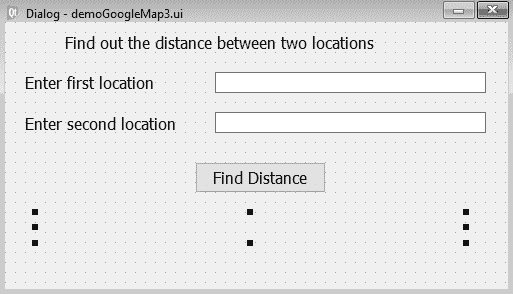 Dialog - demoGoogleMap3.ui
Find out the distance between two locations
Enter first location
Enter second location
Find Distance